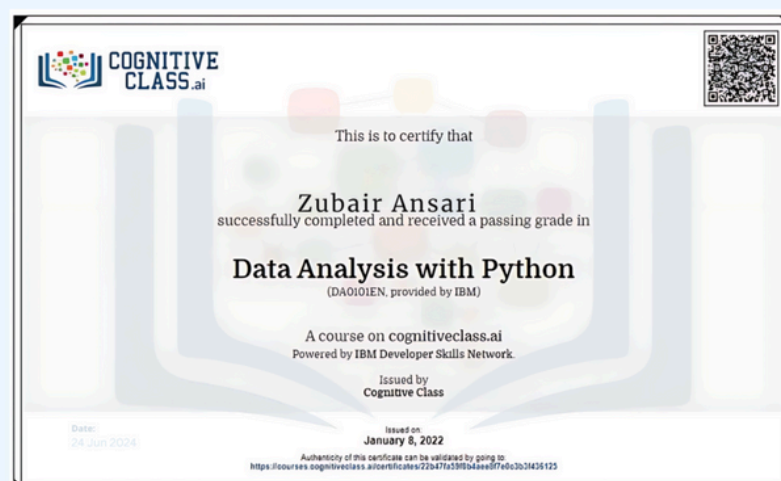 COGNITIVE
CLASS.ai
This is to certify that
Zubair Ansari
successfully completed and received a passing grade in
Data Analysis with Python
(DA0101EN, provided by IBM)
A course on cognitiveclass.ai
Powered by IBM Developer Skills Network.
Issued by
Cognitive Class
Date:
24 Jun 2024
Issued on:
January 8, 2022
Authenticity of this certificate can be validated by going to: